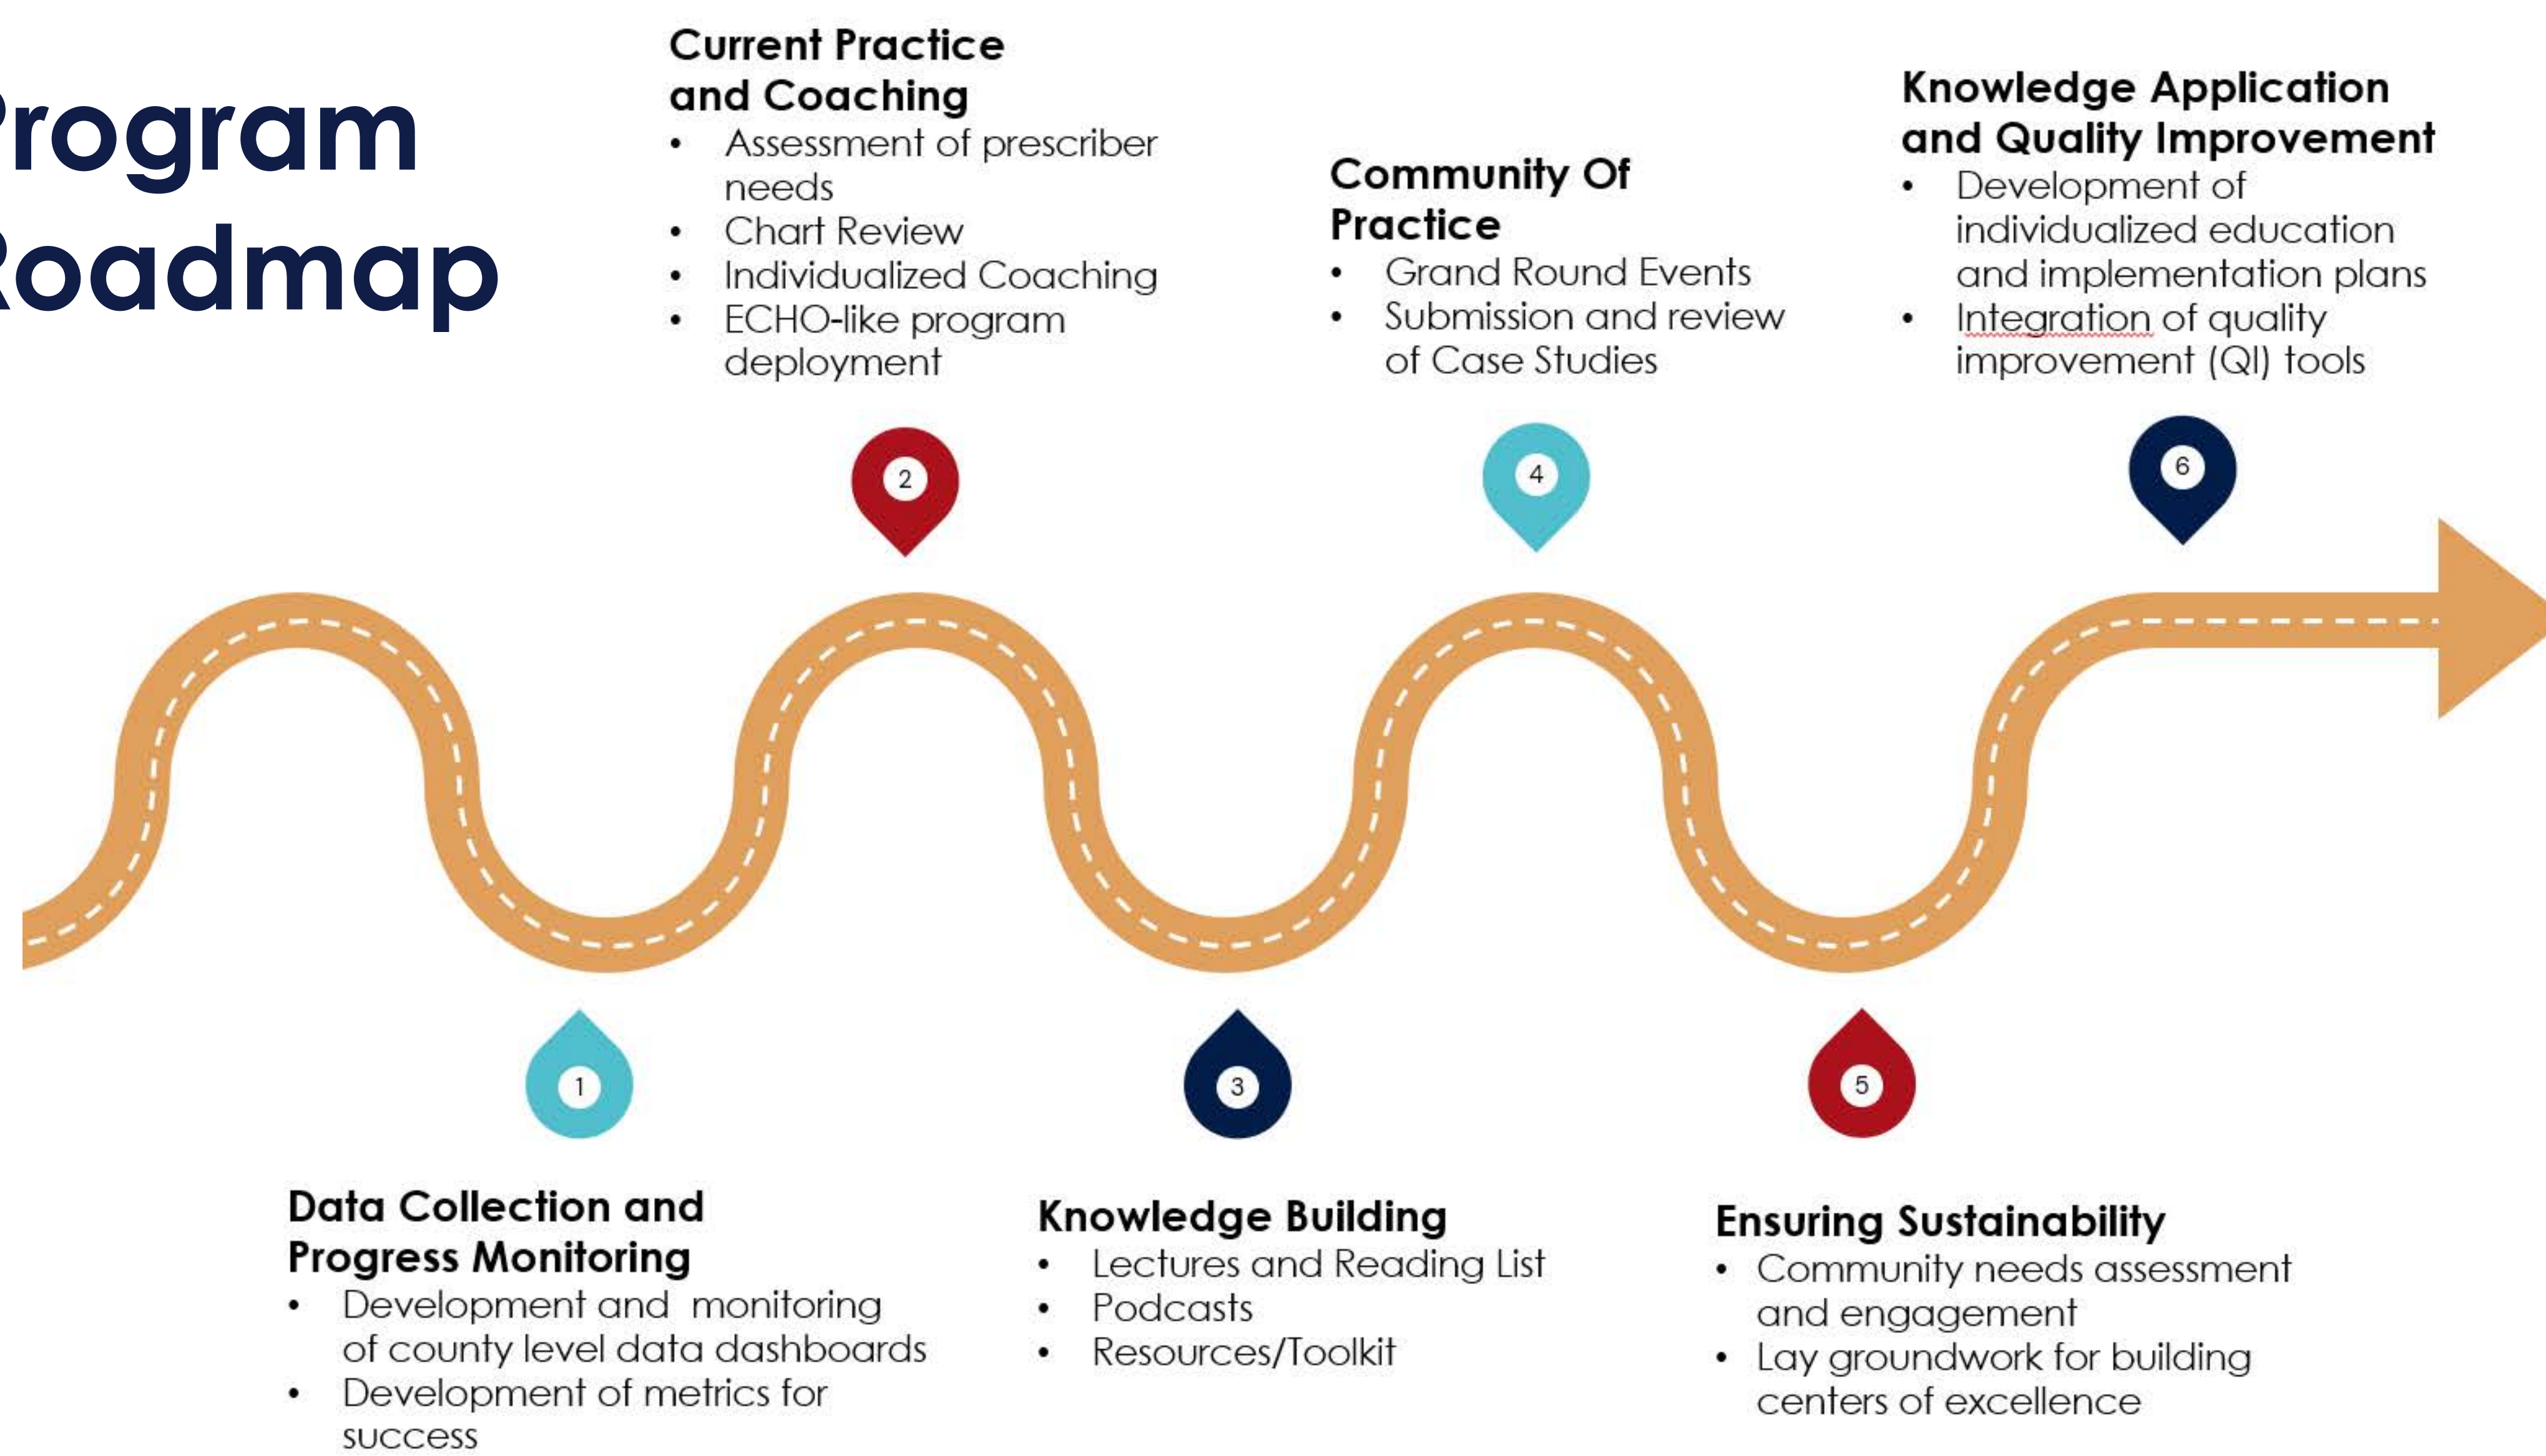 Program
Roadmap
Current Practice
and Coaching
• Assessment of prescriber
needs
• Chart Review
• Individualized Coaching
• ECHO-like program
deployment
2
Community Of
Practice
• Grand Round Events
• Submission and review
of Case Studies
4
Knowledge Application
and Quality Improvement
• Development of
individualized education
and implementation plans
• Integration of quality
improvement (QI) tools
6
1
Data Collection and
Progress Monitoring
• Development and  monitoring
of county level data dashboards
• Development of metrics for
success
3
Knowledge Building
• Lectures and Reading List
• Podcasts
• Resources/Toolkit
5
Ensuring Sustainability
• Community needs assessment
and engagement
• Lay groundwork for building
centers of excellence